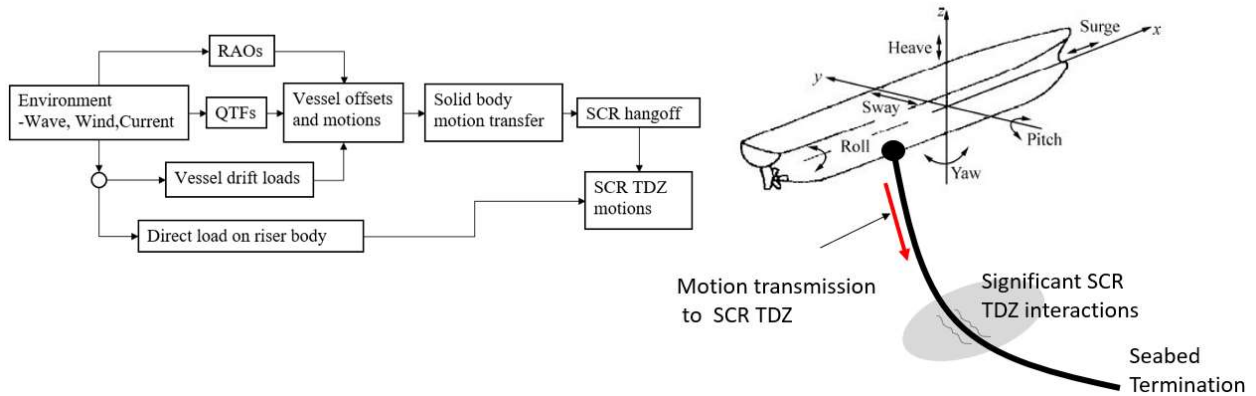 RAOs
Environment
-Wave, Wind,Current
QTFs
Vessel offsets
and motions
Solid body
motion transfer
SCR hangoff
Vessel drift loads
SCR TDZ
motions
Direct load on riser body
z
Surge
x
Heave
y
Sway
Pitch
Roll
Yaw
Motion transmission
to SCR TDZ
Significant SCR
TDZ interactions
Seabed
Termination